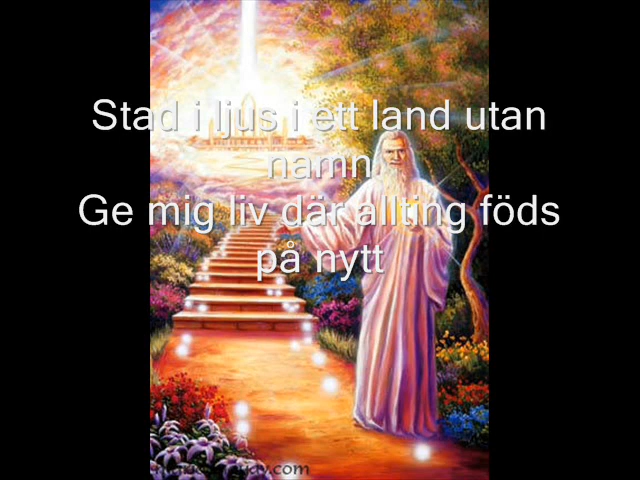 Stad i ljus i ett land utan
namn
Ge mig liv där allting föds
på nytt